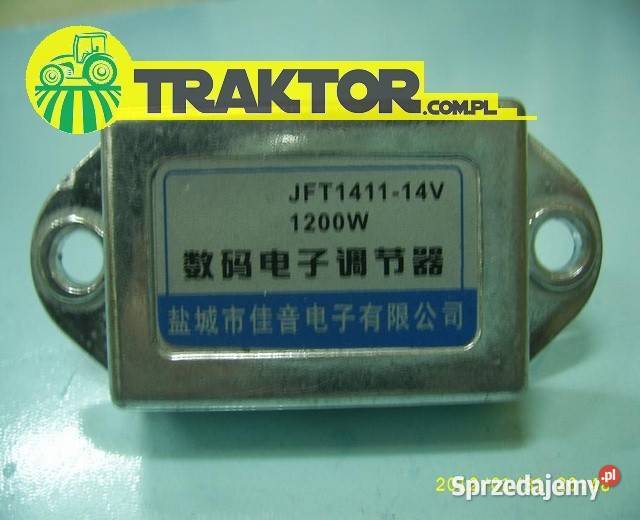 TRAKTOR.COM.PL
JFT1411-14V
1200W
数码电子调节器
盐城市佳音电子有限公司
Sprzedajemy.pl